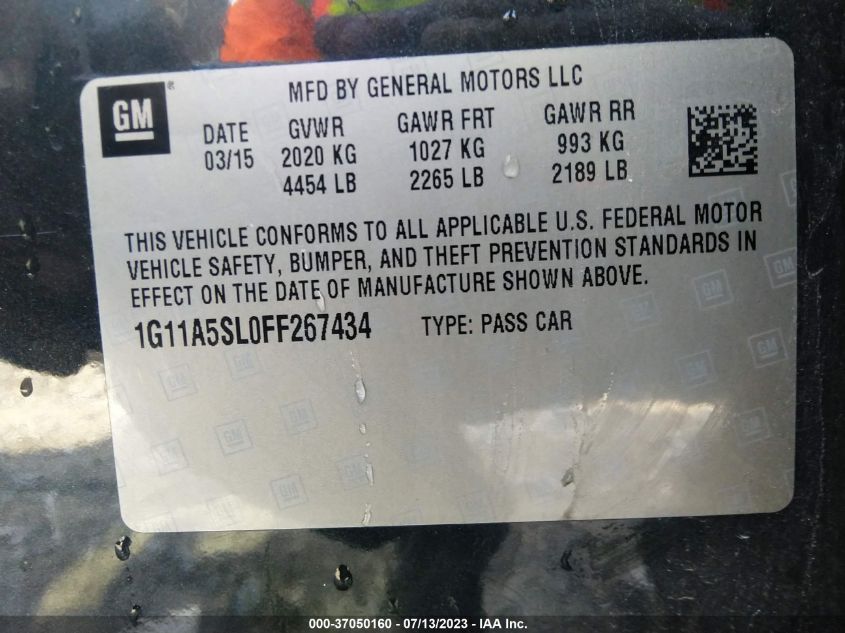 GM
MFD BY GENERAL MOTORS LLC
DATE GVWR GAWR FRT GAWR RR
03/15 2020 KG 1027 KG 993 KG
4454 LB 2265 LB 2189 LB
THIS VEHICLE CONFORMS TO ALL APPLICABLE U.S. FEDERAL MOTOR
VEHICLE SAFETY, BUMPER, AND THEFT PREVENTION STANDARDS IN
EFFECT ON THE DATE OF MANUFACTURE SHOWN ABOVE.
1G11A5SL0FF267434 TYPE: PASS CAR
000-37050160 - 07/13/2023 - IAA Inc.